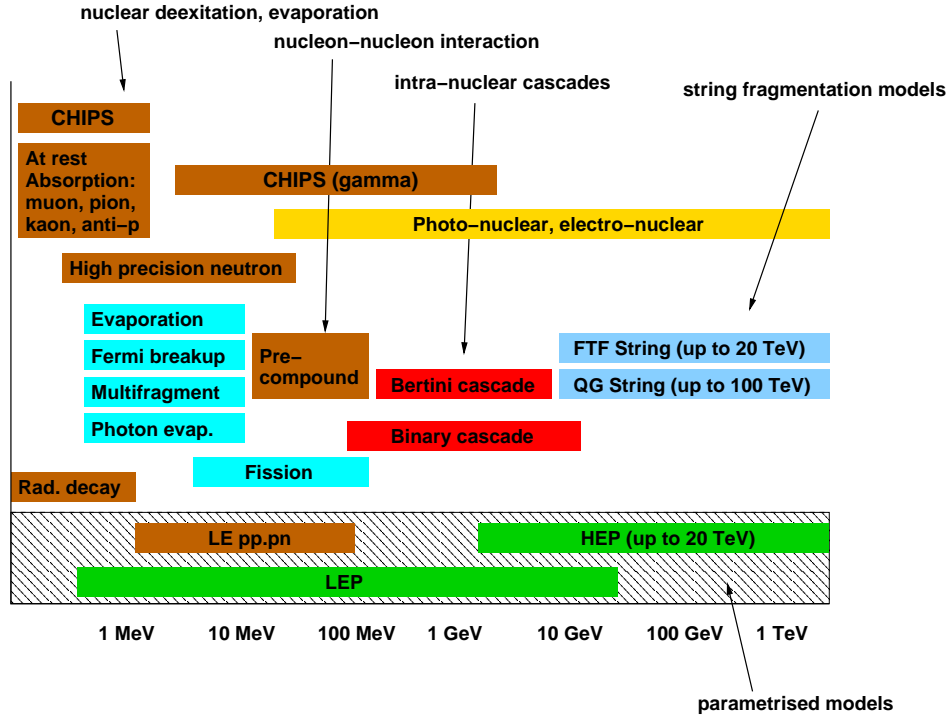 nuclear deexitation, evaporation
nucleon−nucleon interaction
intra−nuclear cascades
string fragmentation models
CHIPS
At rest
Absorption:
muon, pion,
kaon, anti−p
CHIPS (gamma)
Photo−nuclear, electro−nuclear
High precision neutron
Evaporation
Fermi breakup
Multifragment
Photon evap.
Pre−
compound
FTF String (up to 20 TeV)
QG String (up to 100 TeV)
Bertini cascade
Binary cascade
Fission
Rad. decay
LE pp.pn
HEP (up to 20 TeV)
LEP
1 MeV 10 MeV 100 MeV 1 GeV 10 GeV 100 GeV 1 TeV
parametrised models